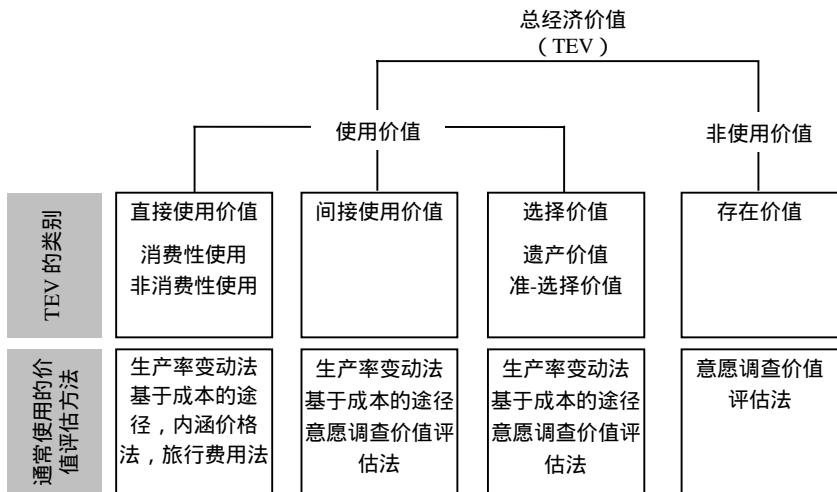 总经济价值
（TEV）
使用价值
非使用价值
TEV 的类别
直接使用价值
消费性使用
非消费性使用
间接使用价值
选择价值
遗产价值
准-选择价值
存在价值
通常使用的价
值评估方法
生产率变动法
基于成本的途
径，内涵价格
法，旅行费用法
生产率变动法
基于成本的途径
意愿调查价值评
估法
生产率变动法
基于成本的途径
意愿调查价值评
估法
意愿调查价值
评估法